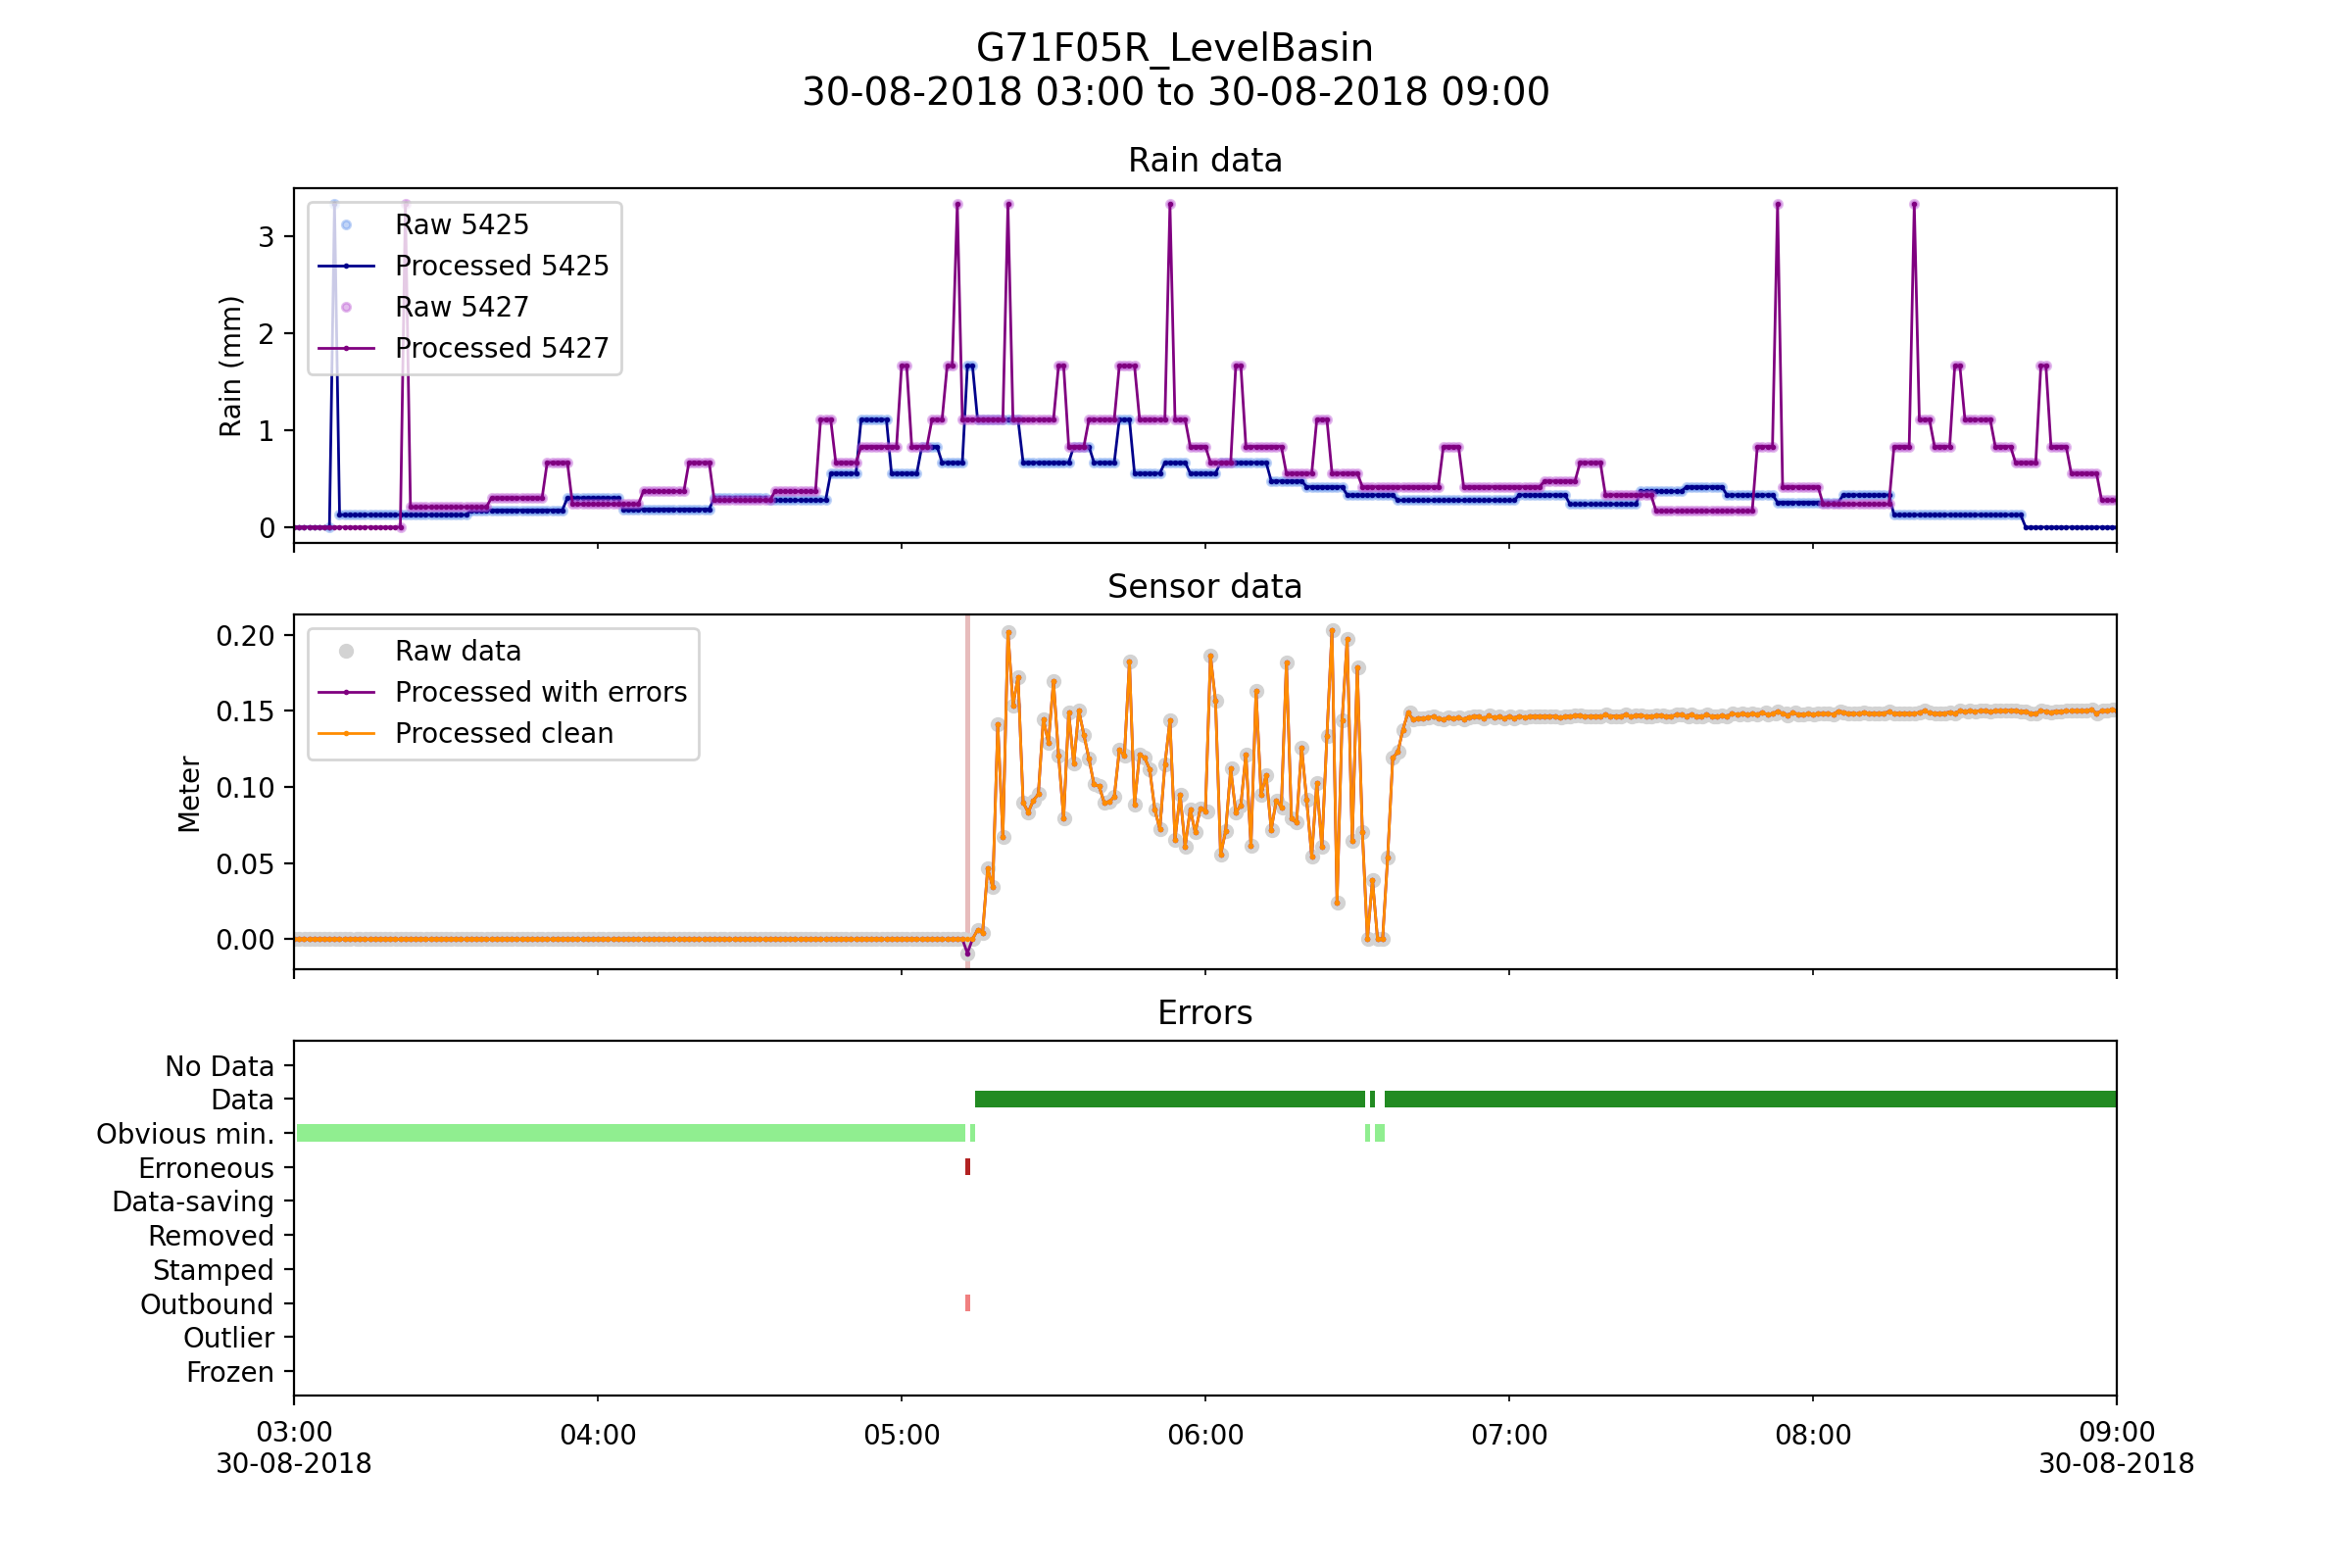 G71F05R_LevelBasin
30-08-2018 03:00 to 30-08-2018 09:00
Rain data
Rain (mm)
3
2
1
0
Raw 5425
Processed 5425
Raw 5427
Processed 5427
Sensor data
Meter
0.20
0.15
0.10
0.05
0.00
Raw data
Processed with errors
Processed clean
Errors
No Data
Data
Obvious min.
Erroneous
Data-saving
Removed
Stamped
Outbound
Outlier
Frozen
03:00 04:00 05:00 06:00 07:00 08:00 09:00
30-08-2018 30-08-2018